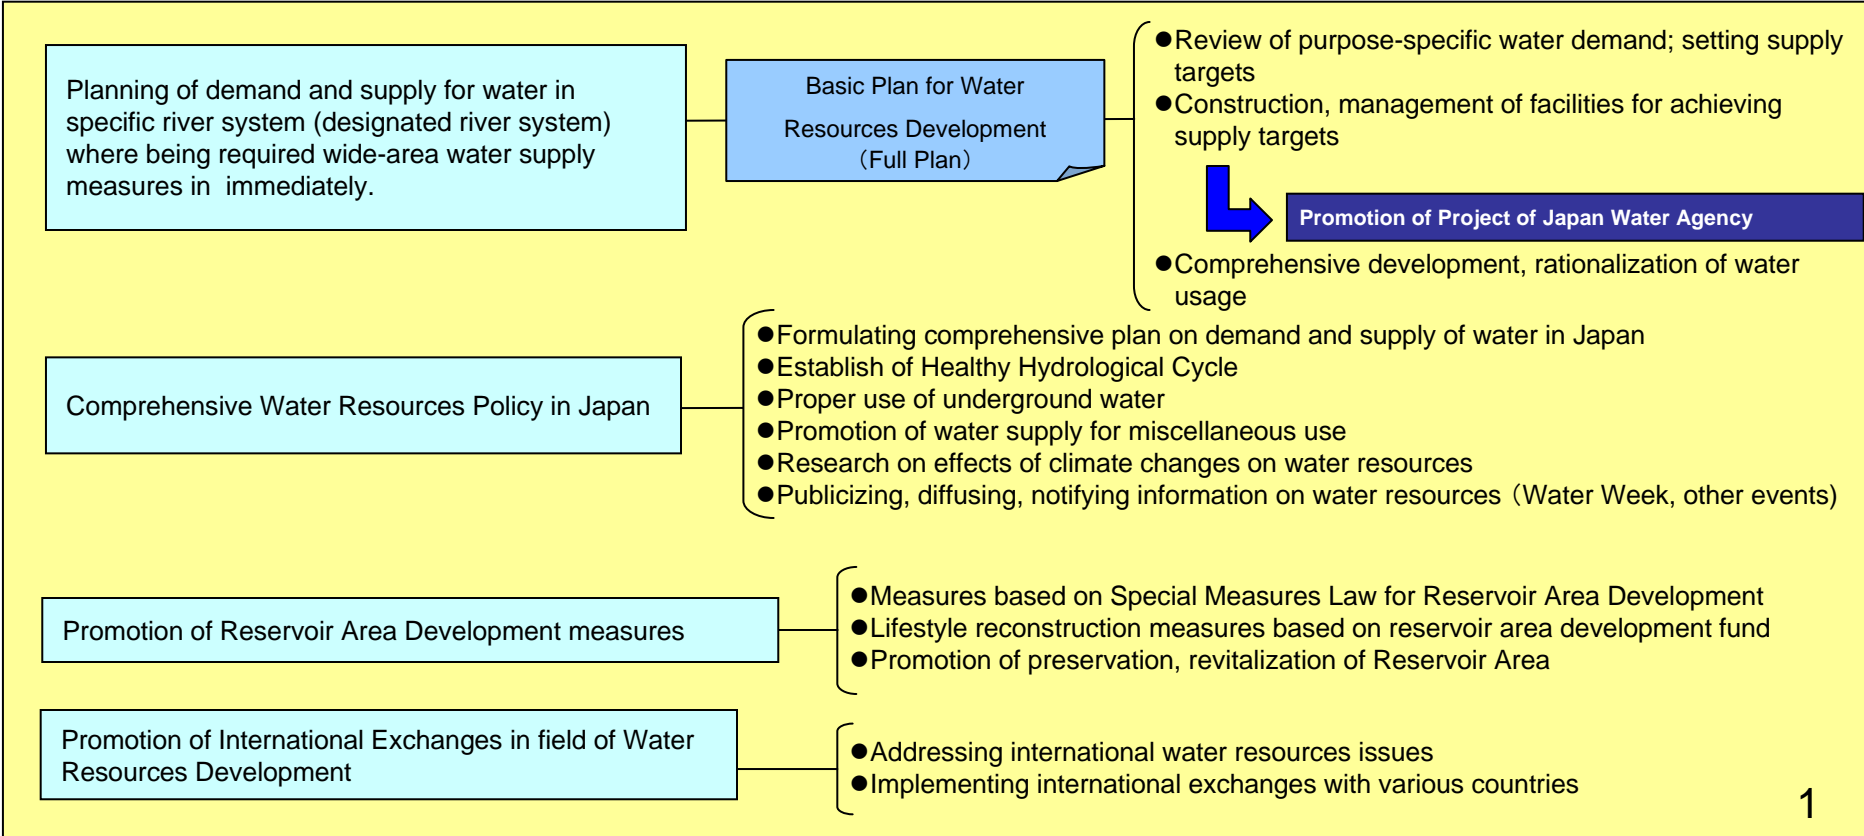 Planning of demand and supply for water in
specific river system (designated river system)
where being required wide-area water supply
measures in  immediately.
Basic Plan for Water
Resources Development
（Full Plan）
●Review of purpose-specific water demand; setting supply
targets
●Construction, management of facilities for achieving
supply targets
Promotion of Project of Japan Water Agency
●Comprehensive development, rationalization of water
usage
Comprehensive Water Resources Policy in Japan
●Formulating comprehensive plan on demand and supply of water in Japan
●Establish of Healthy Hydrological Cycle
●Proper use of underground water
●Promotion of water supply for miscellaneous use
●Research on effects of climate changes on water resources
●Publicizing, diffusing, notifying information on water resources（Water Week, other events)
Promotion of Reservoir Area Development measures
●Measures based on Special Measures Law for Reservoir Area Development
●Lifestyle reconstruction measures based on reservoir area development fund
●Promotion of preservation, revitalization of Reservoir Area
Promotion of International Exchanges in field of Water
Resources Development
●Addressing international water resources issues
●Implementing international exchanges with various countries
1